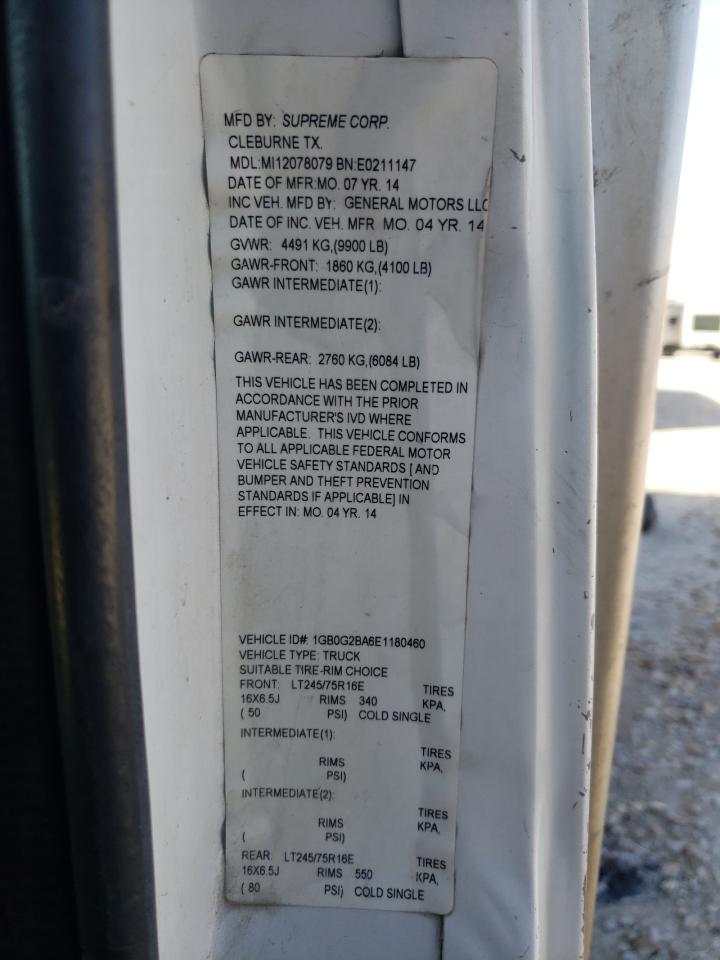 MFD BY: SUPREME CORP.
CLEBURNE TX.
MDL:MI12078079 BN:E0211147
DATE OF MFR:MO. 07 YR. 14
INC VEH. MFD BY: GENERAL MOTORS LLC
DATE OF INC. VEH. MFR MO. 04 YR. 14
GVWR: 4491 KG,(9900 LB)
GAWR-FRONT: 1860 KG,(4100 LB)
GAWR INTERMEDIATE(1):
GAWR INTERMEDIATE(2):
GAWR-REAR: 2760 KG,(6084 LB)
THIS VEHICLE HAS BEEN COMPLETED IN
ACCORDANCE WITH THE PRIOR
MANUFACTURER'S IVD WHERE
APPLICABLE. THIS VEHICLE CONFORMS
TO ALL APPLICABLE FEDERAL MOTOR
VEHICLE SAFETY STANDARDS [ AND
BUMPER AND THEFT PREVENTION
STANDARDS IF APPLICABLE] IN
EFFECT IN: MO. 04 YR. 14
VEHICLE ID#: 1GB0G2BA6E1180460
VEHICLE TYPE: TRUCK
SUITABLE TIRE-RIM CHOICE
FRONT: LT245/75R16E TIRES
16X6.5J RIMS 340 KPA,
( 50 PSI) COLD SINGLE
INTERMEDIATE(1):
TIRES
RIMS KPA,
( PSI)
INTERMEDIATE(2):
TIRES
RIMS KPA,
( PSI)
REAR: LT245/75R16E TIRES
16X6.5J RIMS 550 KPA,
( 80 PSI) COLD SINGLE